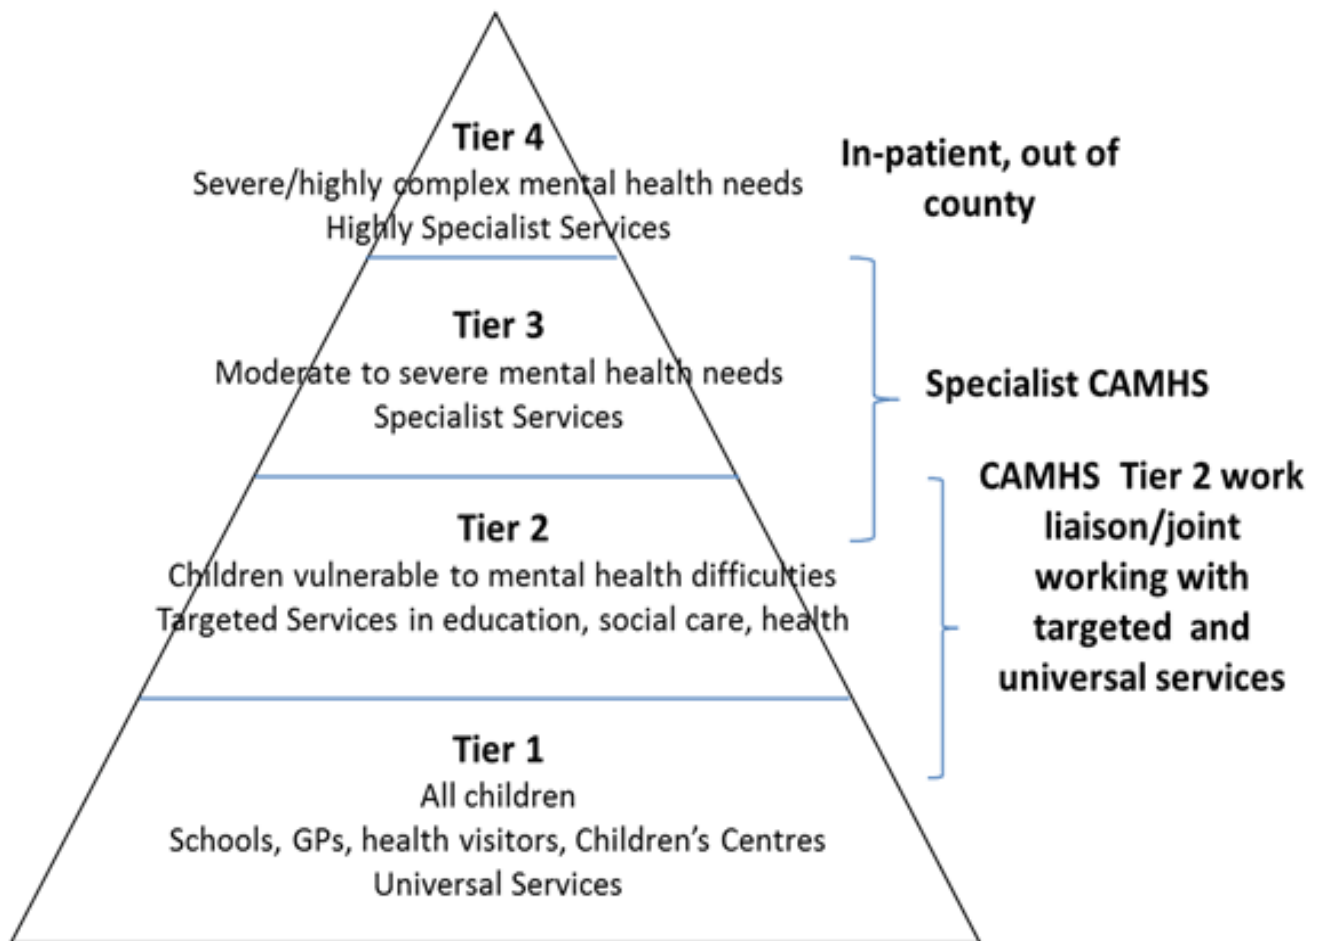 Tier 4
Severe/highly complex mental health needs
Highly Specialist Services
In-patient, out of
county
Tier 3
Moderate to severe mental health needs
Specialist Services
Specialist CAMHS
Tier 2
Children vulnerable to mental health difficulties
Targeted Services in education, social care, health
CAMHS  Tier 2 work
liaison/joint
working with
targeted  and
universal services
Tier 1
All children
Schools, GPs, health visitors, Children’s Centres
Universal Services